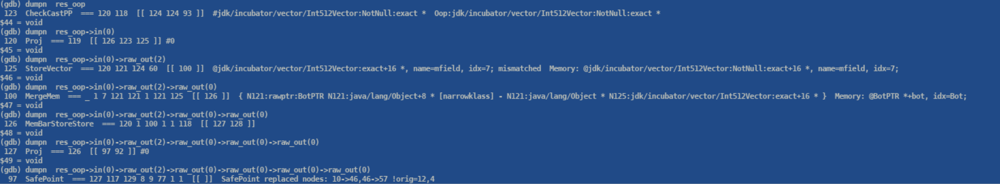 (gdb) dumpn  res_oop
 123  CheckCastPP  === 120 118  [[ 124 124 93 ]]  #jdk/incubator/vector/Int512Vector:NotNull:exact *  Oop:jdk/incubator/vector/Int512Vector:NotNull:exact *
$44 = void
(gdb) dumpn  res_oop->in(0)
 120  Proj  === 119  [[ 126 123 125 ]] #0
$45 = void
(gdb) dumpn  res_oop->in(0)->raw_out(2)
 125  StoreVector  === 120 121 124 60  [[ 100 ]]  @jdk/incubator/vector/Int512Vector:exact+16 *, name=mfield, idx=7; mismatched  Memory: @jdk/incubator/vector/Int512Vector:NotNull:exact+16 *, name=mfield, idx=7;
$46 = void
(gdb) dumpn  res_oop->in(0)->raw_out(2)->raw_out(0)
 100  MergeMem  === _ 1 7 121 121 1 121 125  [[ 126 ]]  { N121:rawptr:BotPTR N121:java/lang/Object+8 * [narrowklass] - N121:java/lang/Object * N125:jdk/incubator/vector/Int512Vector:exact+16 * }  Memory: @BotPTR *+bot, idx=Bot;
$47 = void
(gdb) dumpn  res_oop->in(0)->raw_out(2)->raw_out(0)->raw_out(0)
 126  MemBarStoreStore  === 120 1 100 1 1 118  [[ 127 128 ]]
$48 = void
(gdb) dumpn  res_oop->in(0)->raw_out(2)->raw_out(0)->raw_out(0)->raw_out(0)
 127  Proj  === 126  [[ 97 92 ]] #0
$49 = void
(gdb) dumpn  res_oop->in(0)->raw_out(2)->raw_out(0)->raw_out(0)->raw_out(0)->raw_out(0)
  97  SafePoint  === 127 117 129 8 9 77 1 1  [[ ]]  SafePoint replaced nodes: 10->46,46->57 !orig=12,4